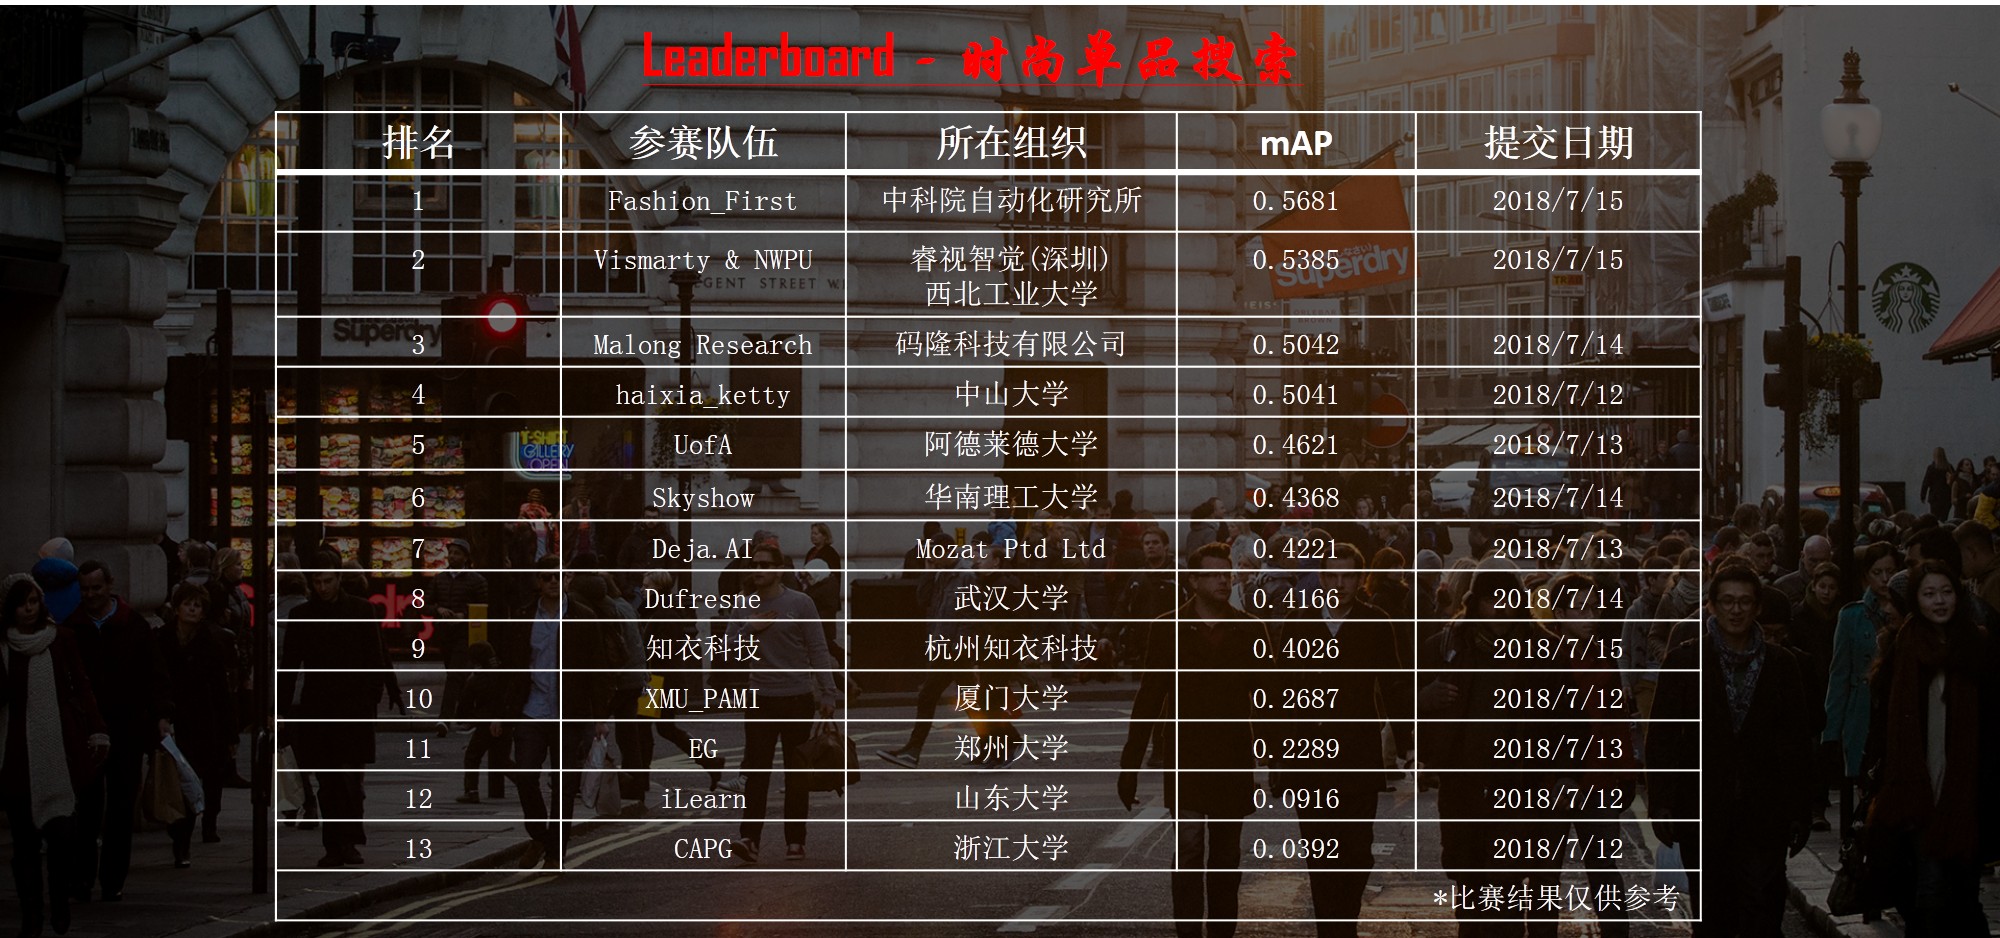 Leaderboard - 时尚单品搜索
排名 参赛队伍 所在组织 mAP 提交日期
1 Fashion_First 中科院自动化研究所 0.5681 2018/7/15
2 Vismarty & NWPU 睿视智觉(深圳) 0.5385 2018/7/15
西北工业大学
3 Malong Research 码隆科技有限公司 0.5042 2018/7/14
4 haixia_ketty 中山大学 0.5041 2018/7/12
5 UofA 阿德莱德大学 0.4621 2018/7/13
6 Skyshow 华南理工大学 0.4368 2018/7/14
7 Deja.AI Mozat Ptd Ltd 0.4221 2018/7/13
8 Dufresne 武汉大学 0.4166 2018/7/14
9 知衣科技 杭州知衣科技 0.4026 2018/7/15
10 XMU_PAMI 厦门大学 0.2687 2018/7/12
11 EG 郑州大学 0.2289 2018/7/13
12 iLearn 山东大学 0.0916 2018/7/12
13 CAPG 浙江大学 0.0392 2018/7/12
*比赛结果仅供参考
Superdry
EGENT STREET W
Superdry
T-SHIRT
GALLERY
OPEN